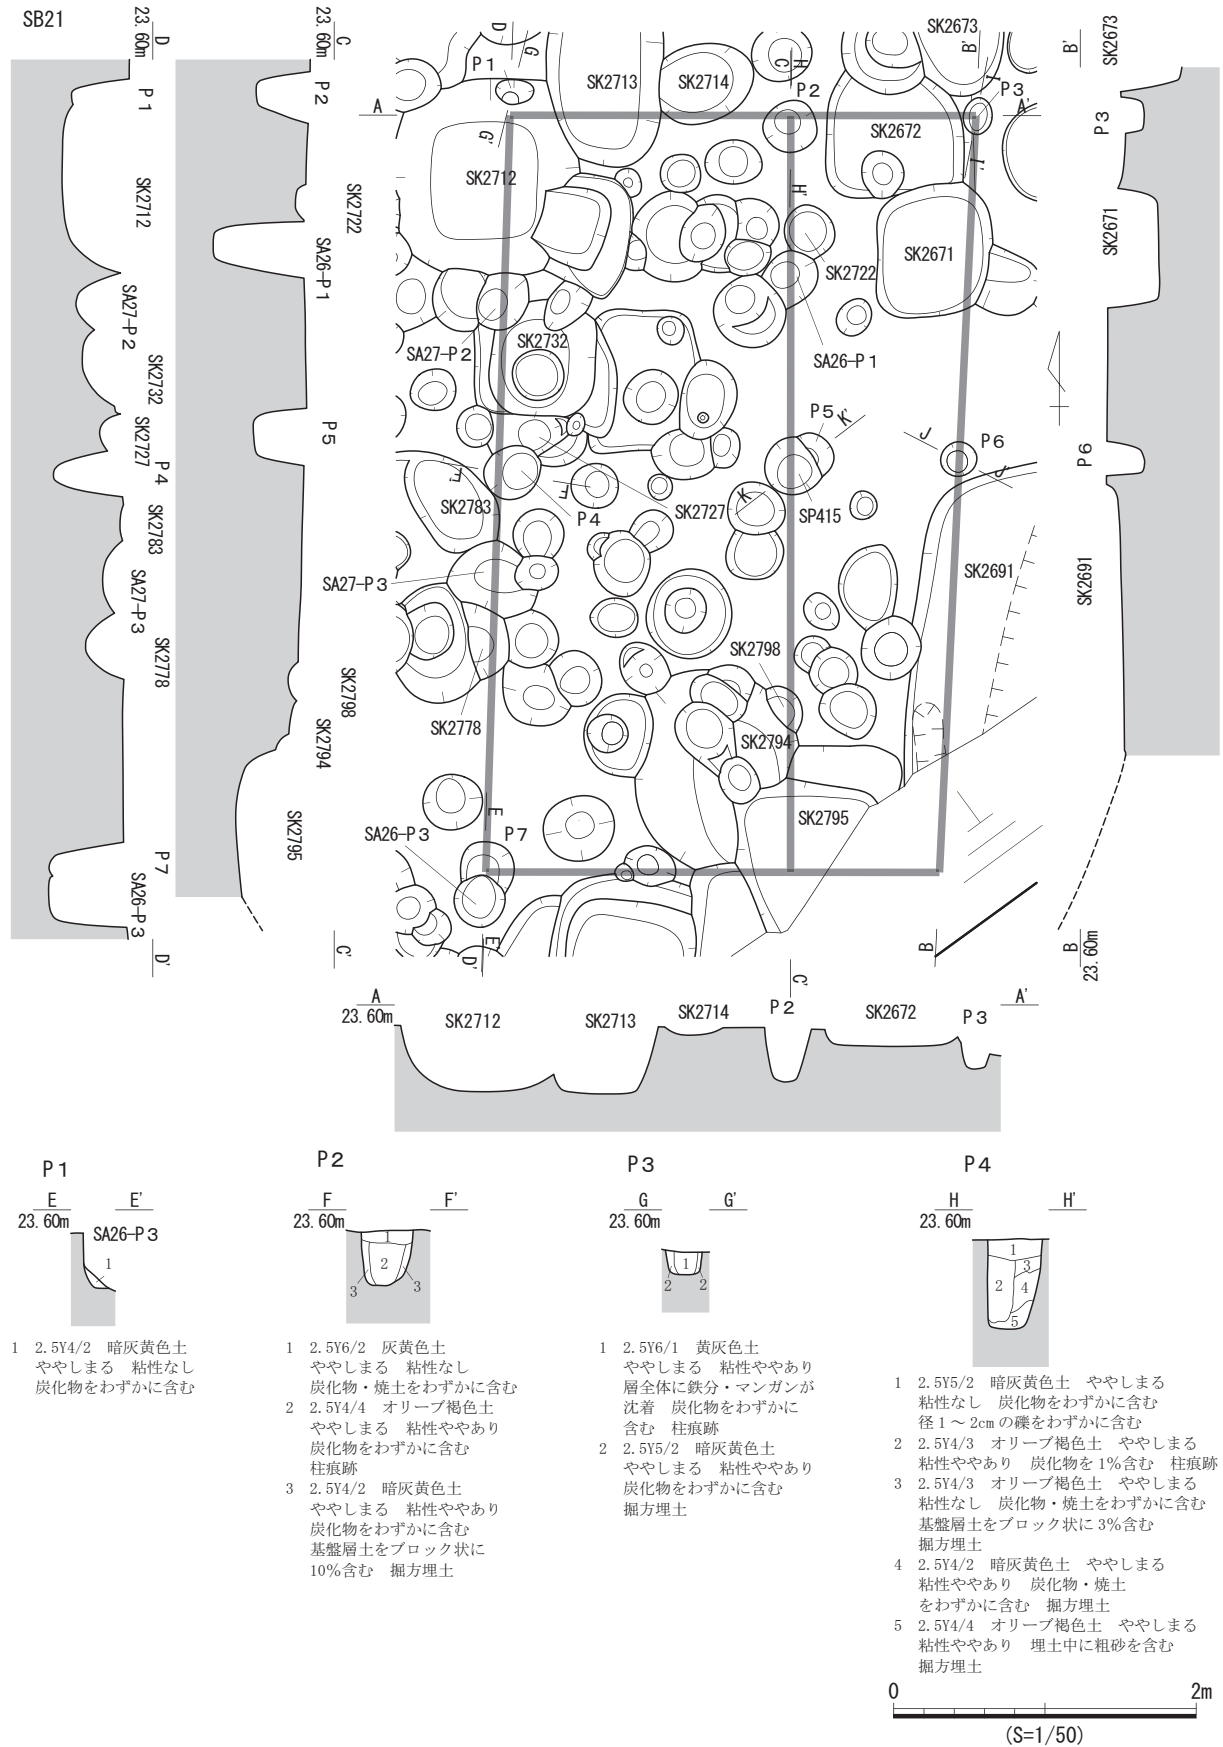 SB21
23.60m
D
23.60m
C
P1
SK2712
SA27-P2
SK2732
SK2727
P4
SK2783
SA27-P3
SK2778
P7
SA26-P3
D'
P2
SK2722
SA26-P1
P5
SK2798
SK2794
SK2795
C'
D
G
P1
G'
A
SK2713
SK2714
C
H
P2
H'
SK2673
B'
I
P3
A'
I'
SK2672
SK2712
SK2671
SK2722
SA27-P2
SK2732
SA26-P1
P5
K'
J
P6
J'
F'
F
K
SK2783
P4
SK2727
SP415
SK2691
SA27-P3
SK2798
SK2778
SK2794
SK2795
SA26-P3
E
P7
E'
D'
C'
B
B'
SK2673
P3
SK2671
P6
SK2691
B
23.60m
A
23.60m
SK2712
SK2713
SK2714
P2
SK2672
P3
A'
P1
E
E'
23.60m
SA26-P3
1
1 2.5Y4/2 暗灰黄色土
ややしまる 粘性なし
炭化物をわずかに含む
P2
F
F'
23.60m
1
2
3
3
1 2.5Y6/2 灰黄色土
ややしまる 粘性なし
炭化物・焼土をわずかに含む
2 2.5Y4/4 オリーブ褐色土
ややしまる 粘性ややあり
炭化物をわずかに含む
柱痕跡
3 2.5Y4/2 暗灰黄色土
ややしまる 粘性ややあり
炭化物をわずかに含む
基盤層土をブロック状に
10%含む 掘方埋土
P3
G
G'
23.60m
1
2
2
1 2.5Y6/1 黄灰色土
ややしまる 粘性ややあり
層全体に鉄分・マンガンが
沈着 炭化物をわずかに
含む 柱痕跡
2 2.5Y5/2 暗灰黄色土
ややしまる 粘性ややあり
炭化物をわずかに含む
掘方埋土
P4
H
H'
23.60m
1
2
3
4
5
1 2.5Y5/2 暗灰黄色土 ややしまる
粘性なし 炭化物をわずかに含む
径1～2cmの礫をわずかに含む
2 2.5Y4/3 オリーブ褐色土 ややしまる
粘性ややあり 炭化物を1%含む 柱痕跡
3 2.5Y4/3 オリーブ褐色土 ややしまる
粘性なし 炭化物・焼土をわずかに含む
基盤層土をブロック状に3%含む
掘方埋土
4 2.5Y4/2 暗灰黄色土 ややしまる
粘性ややあり 炭化物・焼土
をわずかに含む 掘方埋土
5 2.5Y4/4 オリーブ褐色土 ややしまる
粘性ややあり 埋土中に粗砂を含む
掘方埋土
0
2m
(S=1/50)